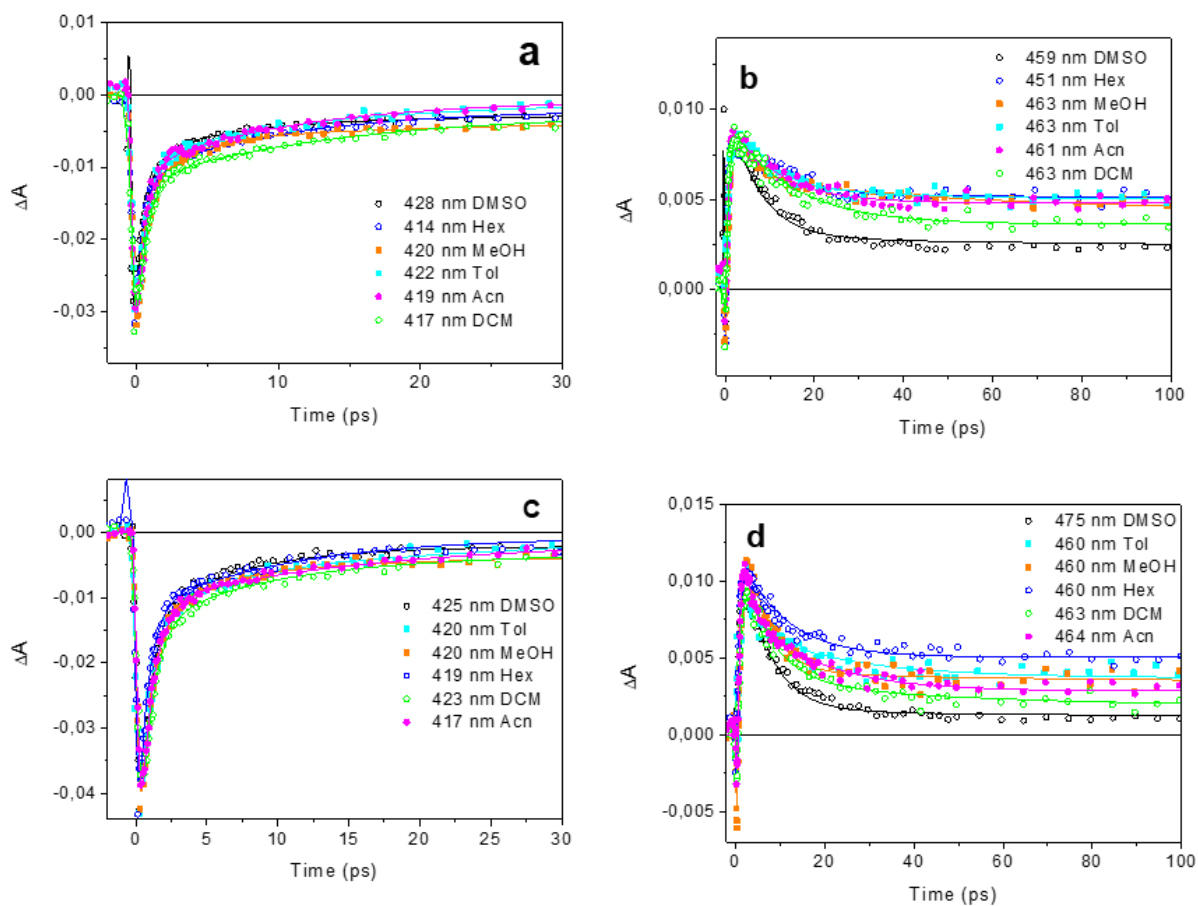 a
0,01
0,00
-0,01
-0,02
-0,03
ΔA
428 nm DMSO
414 nm Hex
420 nm MeOH
422 nm Tol
419 nm Acn
417 nm DCM
0 10 20 30
Time (ps)
b
0,010
0,005
0,000
ΔA
459 nm DMSO
451 nm Hex
463 nm MeOH
463 nm Tol
461 nm Acn
463 nm DCM
0 20 40 60 80 100
Time (ps)
c
0,00
-0,01
-0,02
-0,03
-0,04
ΔA
425 nm DMSO
420 nm Tol
420 nm MeOH
419 nm Hex
423 nm DCM
417 nm Acn
0 5 10 15 20 25 30
Time (ps)
d
0,015
0,010
0,005
0,000
-0,005
ΔA
475 nm DMSO
460 nm Tol
460 nm MeOH
460 nm Hex
463 nm DCM
464 nm Acn
0 20 40 60 80 100
Time (ps)